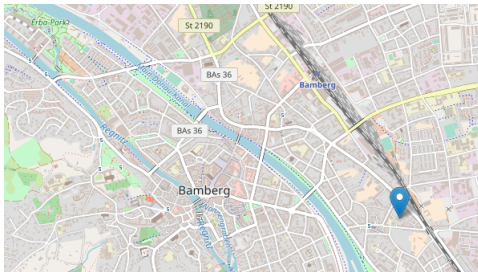 St 2190
St 2190
Erba-Park
BAs 36
Bamberg
BAs 36
Regnitz
Bamberg
Regnitz